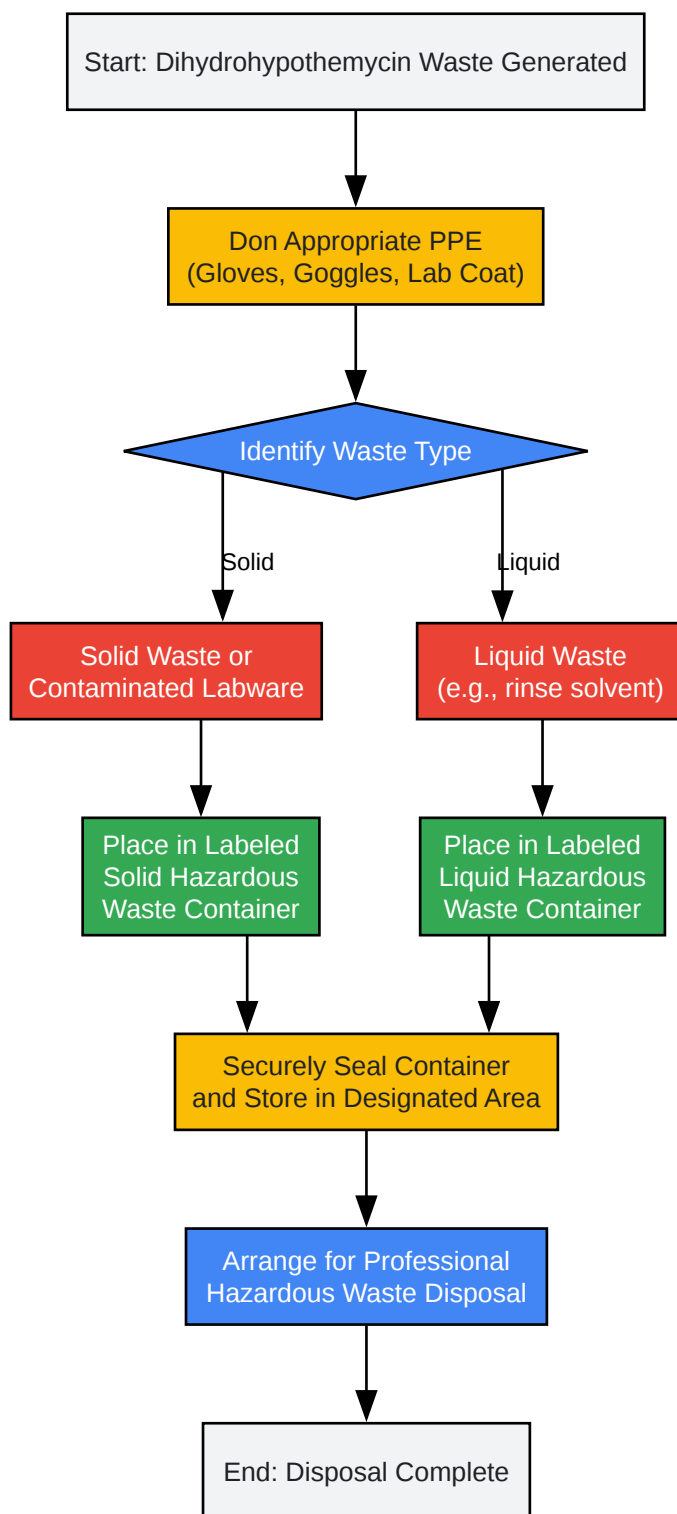 Start: Dihydrohypothemycin Waste Generated
Don Appropriate PPE
(Gloves, Goggles, Lab Coat)
Identify Waste Type
Solid
Liquid
Solid Waste or
Contaminated Labware
Liquid Waste
(e.g., rinse solvent)
Place in Labeled
Solid Hazardous
Waste Container
Place in Labeled
Liquid Hazardous
Waste Container
Securely Seal Container
and Store in Designated Area
Arrange for Professional
Hazardous Waste Disposal
End: Disposal Complete